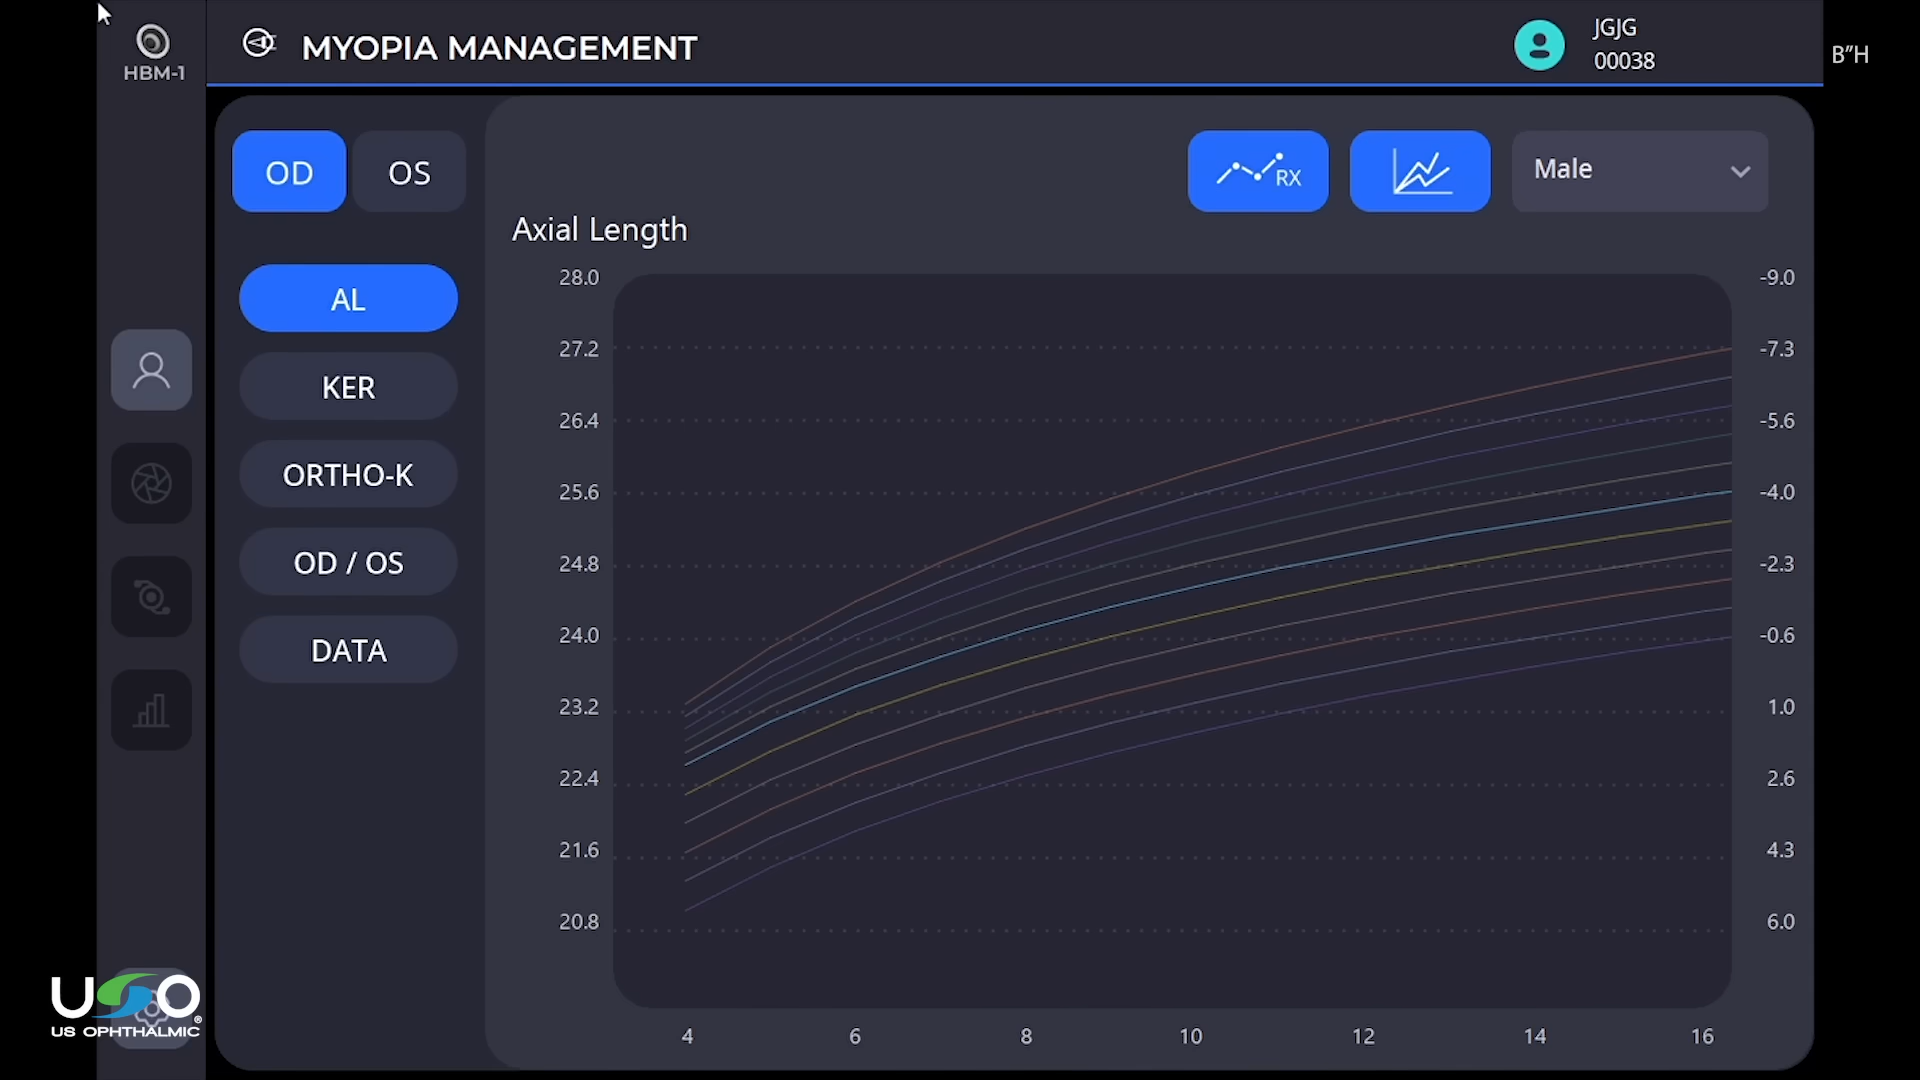 HBM-1
MYOPIA MANAGEMENT
JGJG
00038
B”H
OD
OS
RX
Male
AL
KER
ORTHO-K
OD / OS
DATA
Axial Length
28.0
27.2
26.4
25.6
24.8
24.0
23.2
22.4
21.6
20.8
-9.0
-7.3
-5.6
-4.0
-2.3
-0.6
1.0
2.6
4.3
6.0
4
6
8
10
12
14
16
USO
US OPHTHALMIC